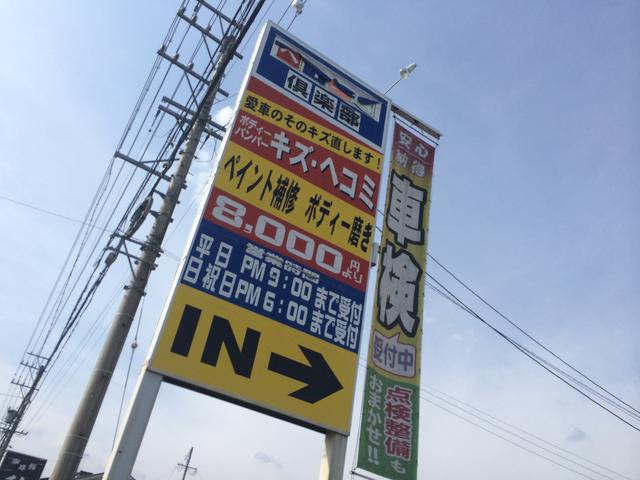 倶楽部
愛車のそのキズ直します！
ボディー
バンパー
キズ・ヘコミ
ペイント補修 ボディー磨き
8,000円より
営業時間
平日 PM 9:00まで受付
日祝日 PM 6:00まで受付
IN
安心
納得
車検
受付中
点検整備も
おまかせ!!